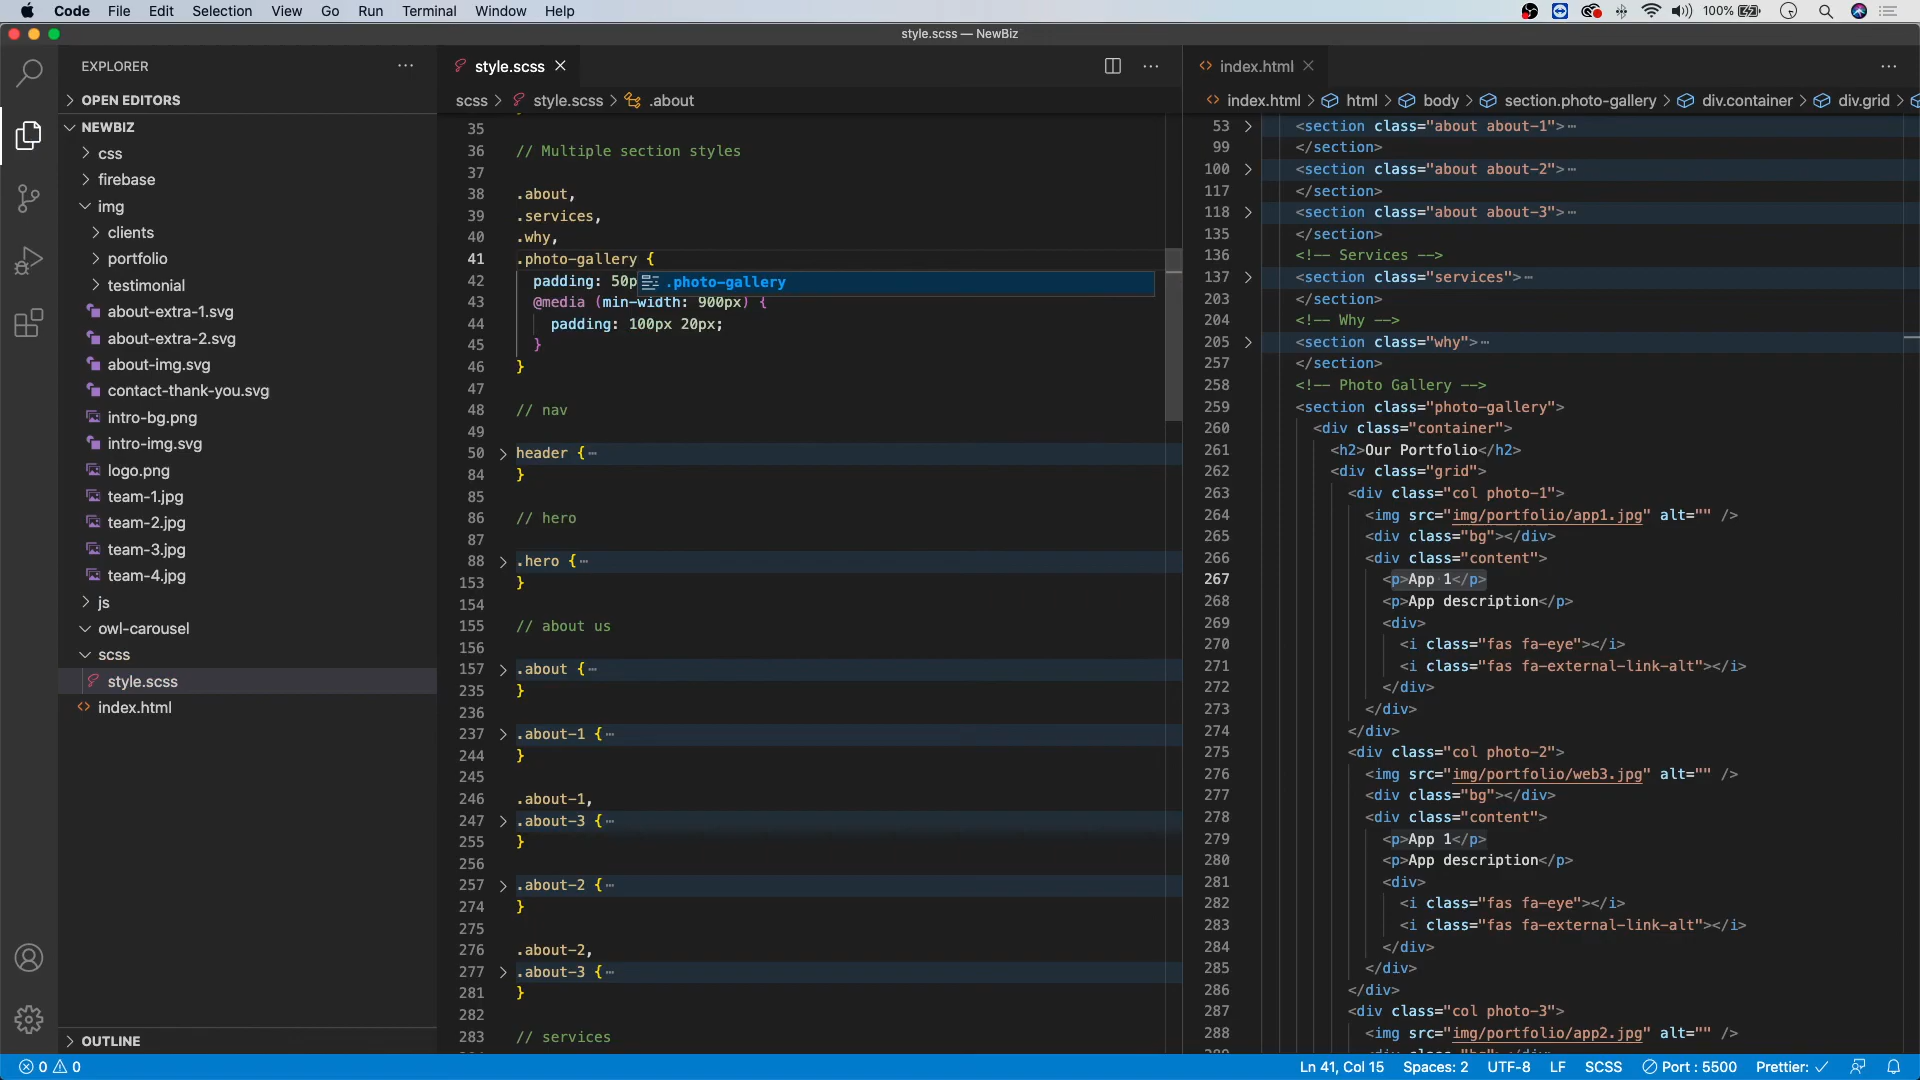 Code File Edit Selection View Go Run Terminal Window Help 100%
style.scss — NewBiz
EXPLORER
OPEN EDITORS
NEWBIZ
css
firebase
img
clients
portfolio
testimonial
about-extra-1.svg
about-extra-2.svg
about-img.svg
contact-thank-you.svg
intro-bg.png
intro-img.svg
logo.png
team-1.jpg
team-2.jpg
team-3.jpg
team-4.jpg
js
owl-carousel
scss
style.scss
index.html
OUTLINE
style.scss
scss > style.scss > .about
35
36 // Multiple section styles
37
38 .about,
39 .services,
40 .why,
41 .photo-gallery {
42 padding: 50p
.photo-gallery
43 @media (min-width: 900px) {
44 padding: 100px 20px;
45 }
46 }
47
48 // nav
49
50 header {
84 }
85
86 // hero
87
88 .hero {
153 }
154
155 // about us
156
157 .about {
235 }
236
237 .about-1 {
244 }
245
246 .about-1,
247 .about-3 {
255 }
256
257 .about-2 {
274 }
275
276 .about-2,
277 .about-3 {
281 }
282
283 // services
index.html
index.html > html > body > section.photo-gallery > div.container > div.grid >
53 <section class="about about-1">
99 </section>
100 <section class="about about-2">
117 </section>
118 <section class="about about-3">
135 </section>
136 <!-- Services -->
137 <section class="services">
203 </section>
204 <!-- Why -->
205 <section class="why">
257 </section>
258 <!-- Photo Gallery -->
259 <section class="photo-gallery">
260 <div class="container">
261 <h2>Our Portfolio</h2>
262 <div class="grid">
263 <div class="col photo-1">
264 <img src="img/portfolio/app1.jpg" alt="" />
265 <div class="bg"></div>
266 <div class="content">
267 <p>App 1</p>
268 <p>App description</p>
269 <div>
270 <i class="fas fa-eye"></i>
271 <i class="fas fa-external-link-alt"></i>
272 </div>
273 </div>
274 </div>
275 <div class="col photo-2">
276 <img src="img/portfolio/web3.jpg" alt="" />
277 <div class="bg"></div>
278 <div class="content">
279 <p>App 1</p>
280 <p>App description</p>
281 <div>
282 <i class="fas fa-eye"></i>
283 <i class="fas fa-external-link-alt"></i>
284 </div>
285 </div>
286 </div>
287 <div class="col photo-3">
288 <img src="img/portfolio/app2.jpg" alt="" />
0 0 Ln 41, Col 15 Spaces: 2 UTF-8 LF SCSS Port : 5500 Prettier: ✓